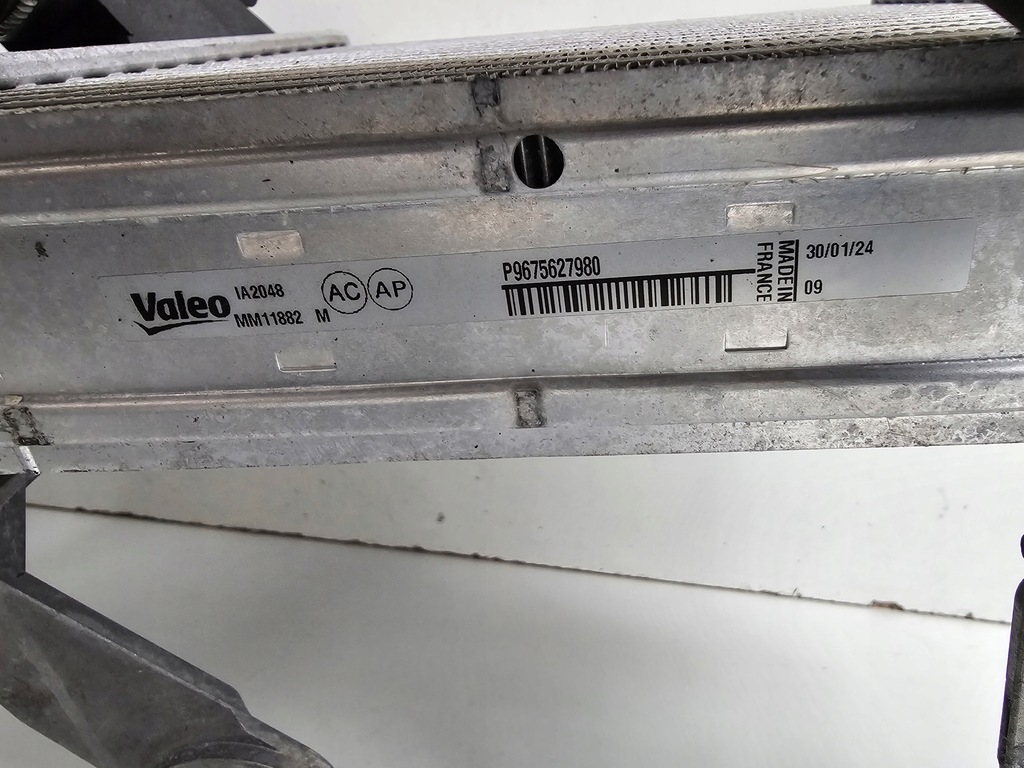 Valeo
IA2048
MM11882 M
AC
AP
P9675627980
MADE IN
FRANCE
30/01/24
09